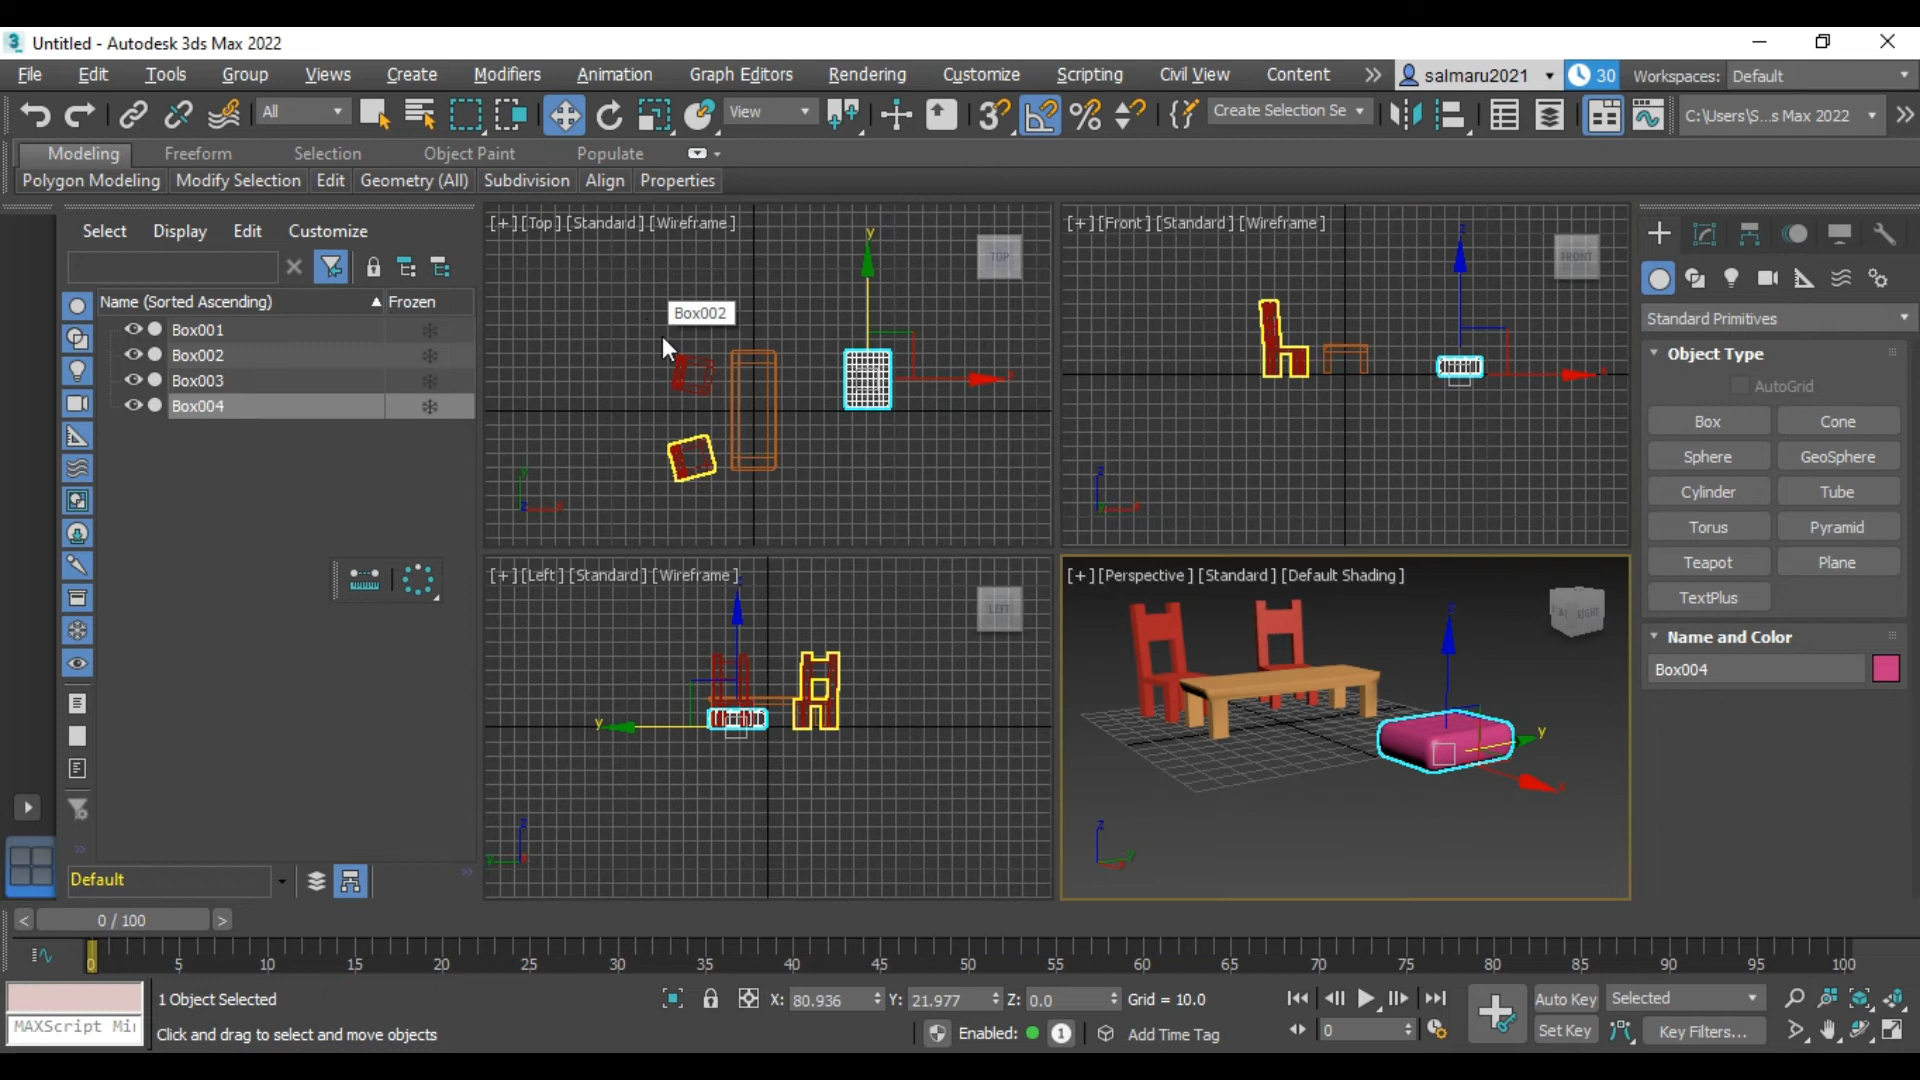 3 Untitled - Autodesk 3ds Max 2022
File Edit Tools Group Views Create Modifiers Animation Graph Editors Rendering Customize Scripting Civil View Content salmaru2021 30 Workspaces: Default
All View Create Selection Se C:\Users\S...s Max 2022
Modeling Freeform Selection Object Paint Populate
Polygon Modeling Modify Selection Edit Geometry (All) Subdivision Align Properties
Select Display Edit Customize
Name (Sorted Ascending) Frozen
Box001
Box002
Box003
Box004
Default
[+] [Top] [Standard] [Wireframe]
TOP
Box002
y
x
[+] [Front] [Standard] [Wireframe]
FRONT
z
x
[+] [Left] [Standard] [Wireframe]
LEFT
y
z
[+] [Perspective] [Standard] [Default Shading]
RIGHT
z
y
x
Standard Primitives
Object Type
AutoGrid
Box Cone
Sphere GeoSphere
Cylinder Tube
Torus Pyramid
Teapot Plane
TextPlus
Name and Color
Box004
< 0 / 100 >
0 5 10 15 20 25 30 35 40 45 50 55 60 65 70 75 80 85 90 95 100
1 Object Selected X: 80.936 Y: 21.977 Z: 0.0 Grid = 10.0 Auto Key Selected
MAXScript Mi Click and drag to select and move objects Enabled: 1 Add Time Tag 0 Set Key Key Filters...